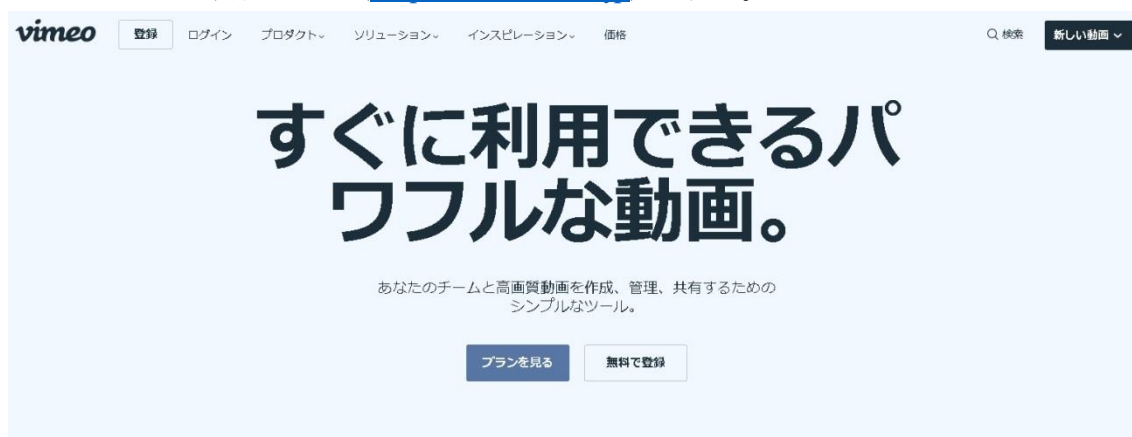 vimeo 登録 ログイン プロダクト ソリューション インスピレーション 価格 検索 新しい動画
すぐに利用できるパ
ワフルな動画。
あなたのチームと高画質動画を作成、管理、共有するための
シンプルなツール。
プランを見る 無料で登録